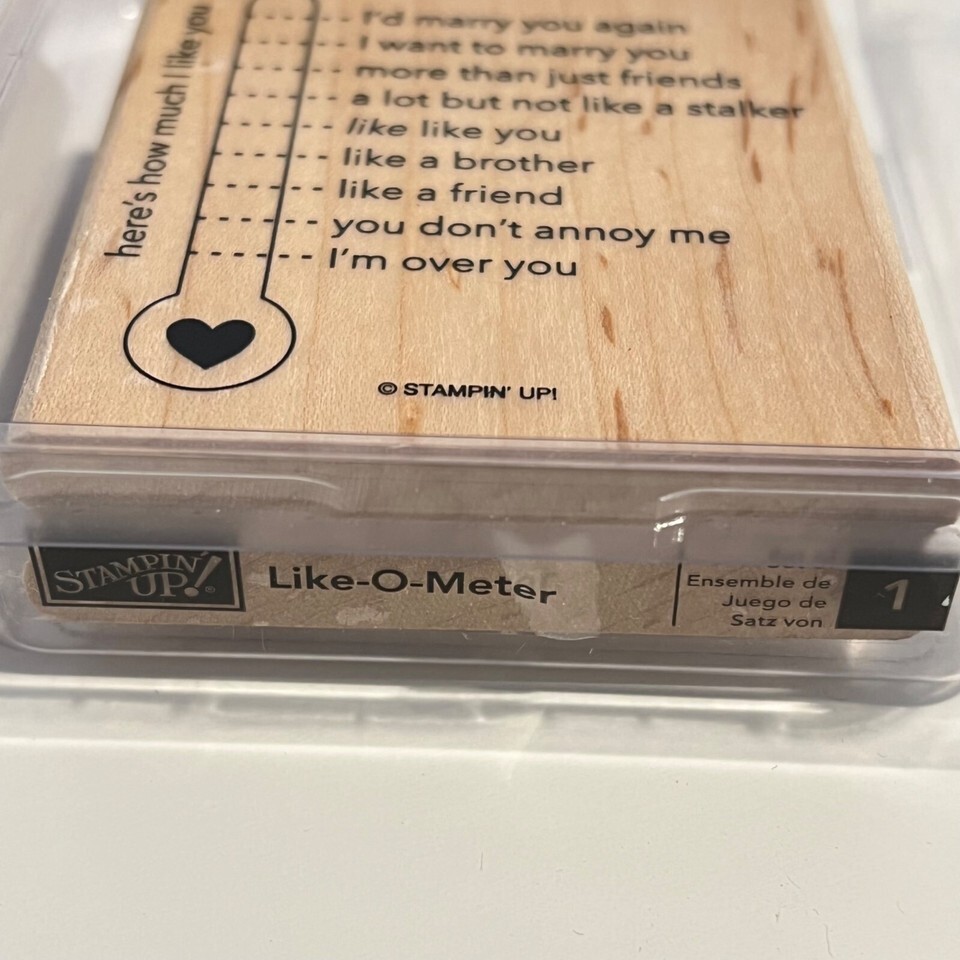 here's how much I like you
I'd marry you again
I want to marry you
more than just friends
a lot but not like a stalker
like like you
like a brother
like a friend
you don't annoy me
I'm over you
© STAMPIN' UP!
STAMPIN' UP!®
Like-O-Meter
Ensemble de
Juego de
Satz von
1